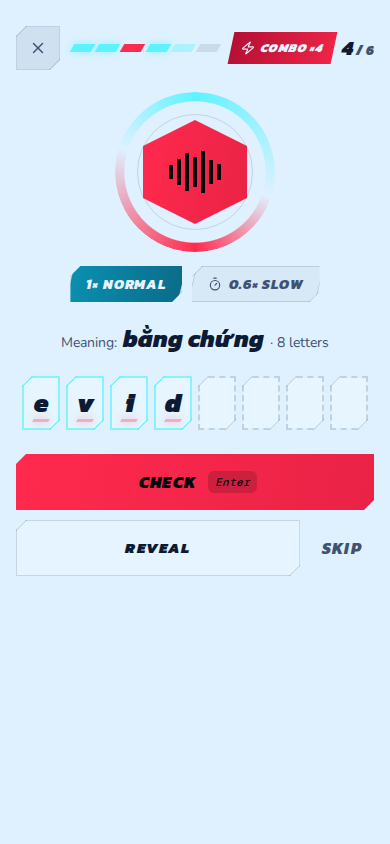 COMBO ×4 4 / 6
1× NORMAL 0.6× SLOW
Meaning: bằng chứng · 8 letters
e v i d
CHECK Enter
REVEAL SKIP